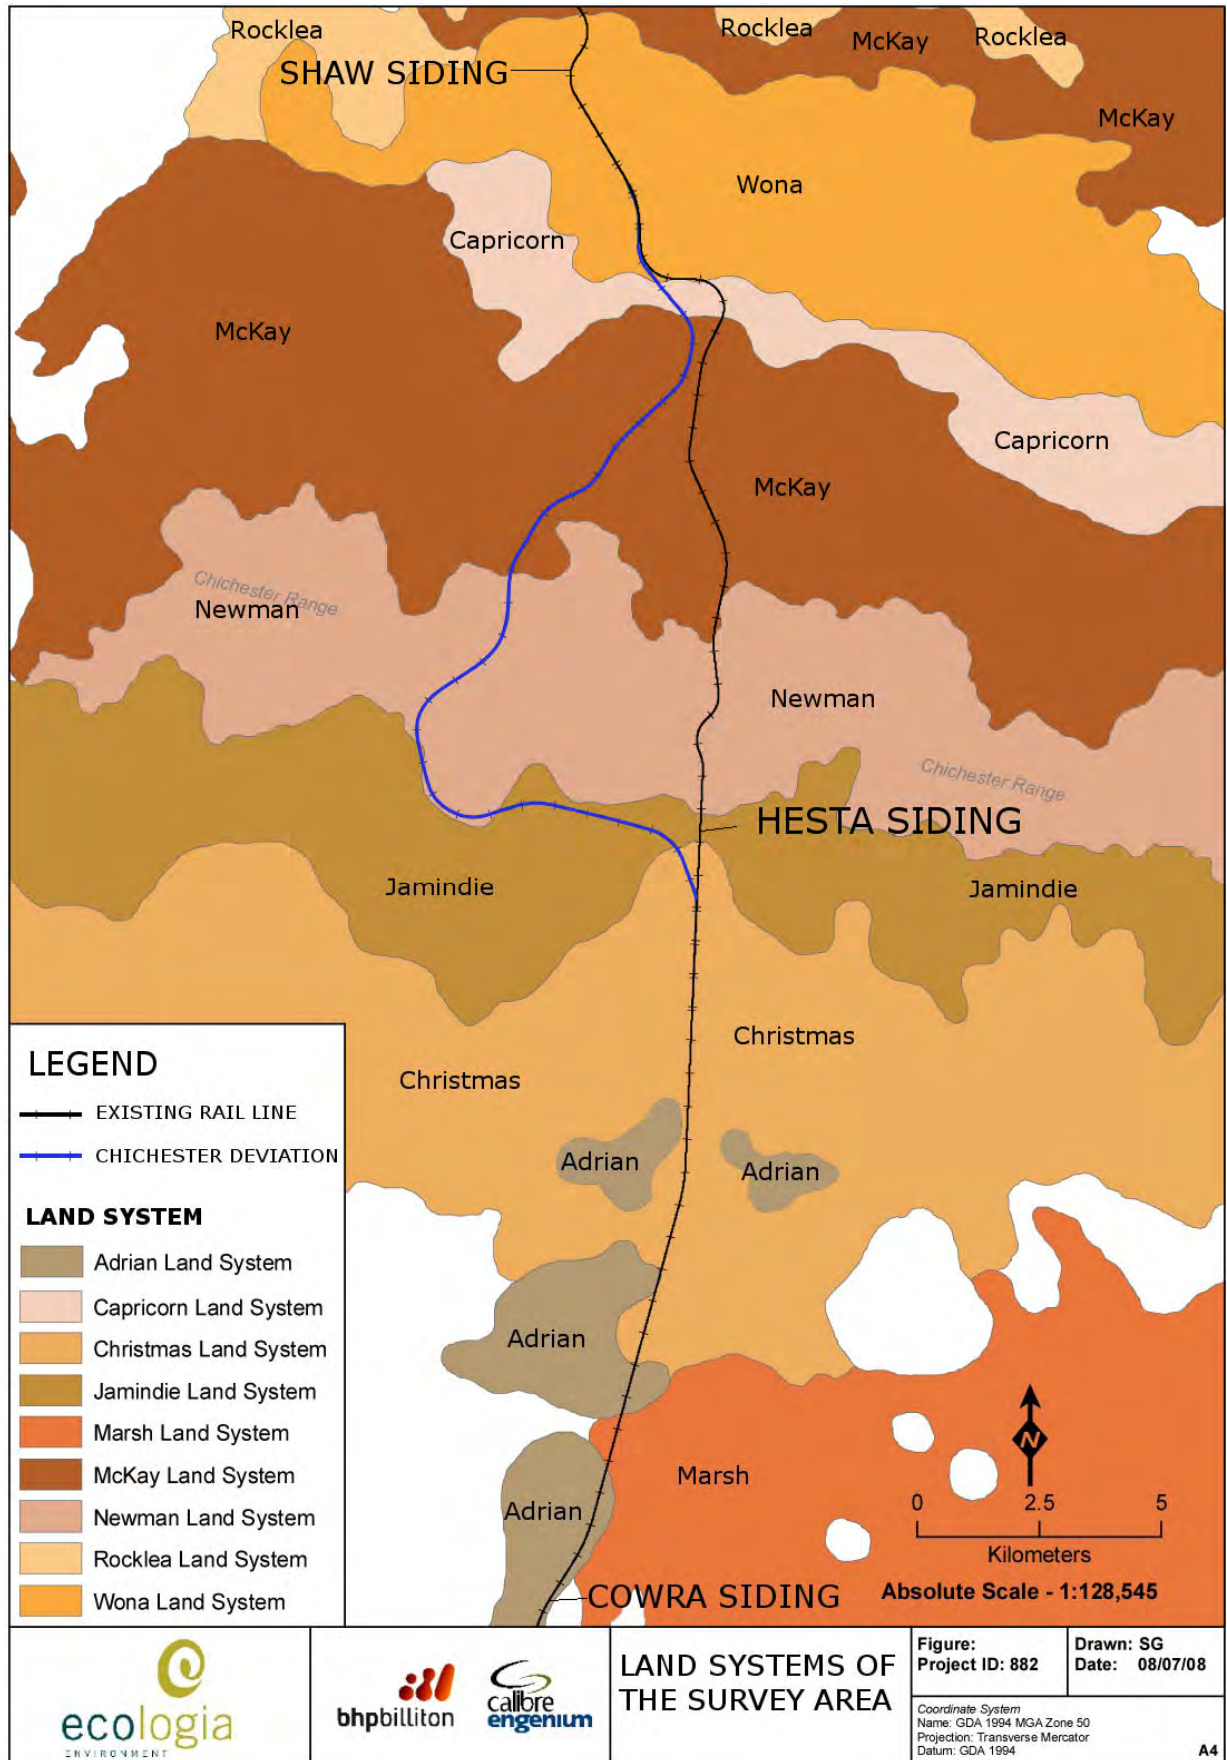 Rocklea
Rocklea
McKay
Rocklea
SHAW SIDING
McKay
Wona
Capricorn
McKay
Capricorn
McKay
Chichester Range
Newman
Newman
Chichester Range
HESTA SIDING
Jamindie
Jamindie
Christmas
Christmas
Adrian
Adrian
Adrian
Marsh
Adrian
COWRA SIDING
LEGEND
EXISTING RAIL LINE
CHICHESTER DEVIATION
LAND SYSTEM
Adrian Land System
Capricorn Land System
Christmas Land System
Jamindie Land System
Marsh Land System
McKay Land System
Newman Land System
Rocklea Land System
Wona Land System
N
0 2.5 5
Kilometers
Absolute Scale - 1:128,545
ecologia
ENVIRONMENT
bhpbilliton
calibre
engenium
LAND SYSTEMS OF
THE SURVEY AREA
Figure:
Project ID: 882
Drawn: SG
Date: 08/07/08
Coordinate System
Name: GDA 1994 MGA Zone 50
Projection: Transverse Mercator
Datum: GDA 1994
A4